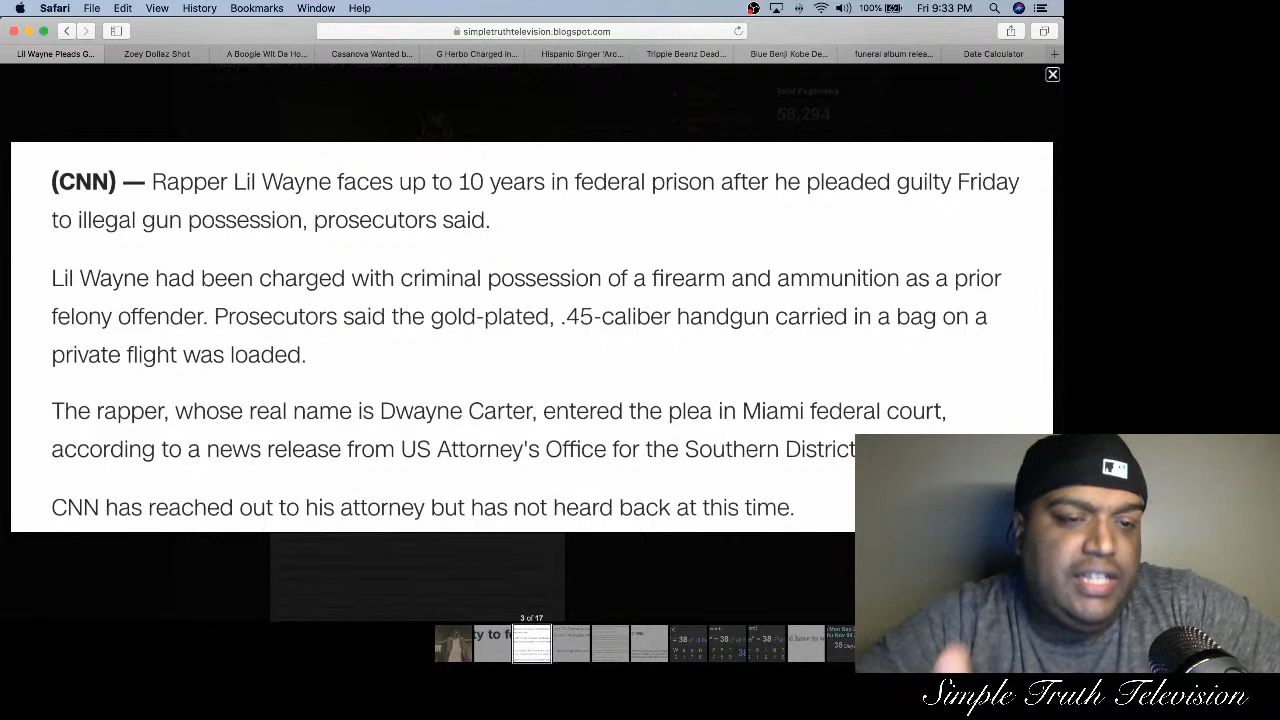 Safari File Edit View History Bookmarks Window Help 100% Fri 9:33 PM
simpletruthtelevision.blogspot.com
Lil Wayne Pleads G... Zoey Dollaz Shot A Boogie Wit Da Ho... Casanova Wanted b... G Herbo Charged in... Hispanic Singer 'Arc... Tripple Beanz Dead... Blue Benji Kobe De... funeral album relea... Date Calculator
Total Pageviews
58,294
(CNN) — Rapper Lil Wayne faces up to 10 years in federal prison after he pleaded guilty Friday
to illegal gun possession, prosecutors said.
Lil Wayne had been charged with criminal possession of a firearm and ammunition as a prior
felony offender. Prosecutors said the gold-plated, .45-caliber handgun carried in a bag on a
private flight was loaded.
The rapper, whose real name is Dwayne Carter, entered the plea in Miami federal court,
according to a news release from US Attorney's Office for the Southern District
CNN has reached out to his attorney but has not heard back at this time.
3 of 17
Simple Truth Television